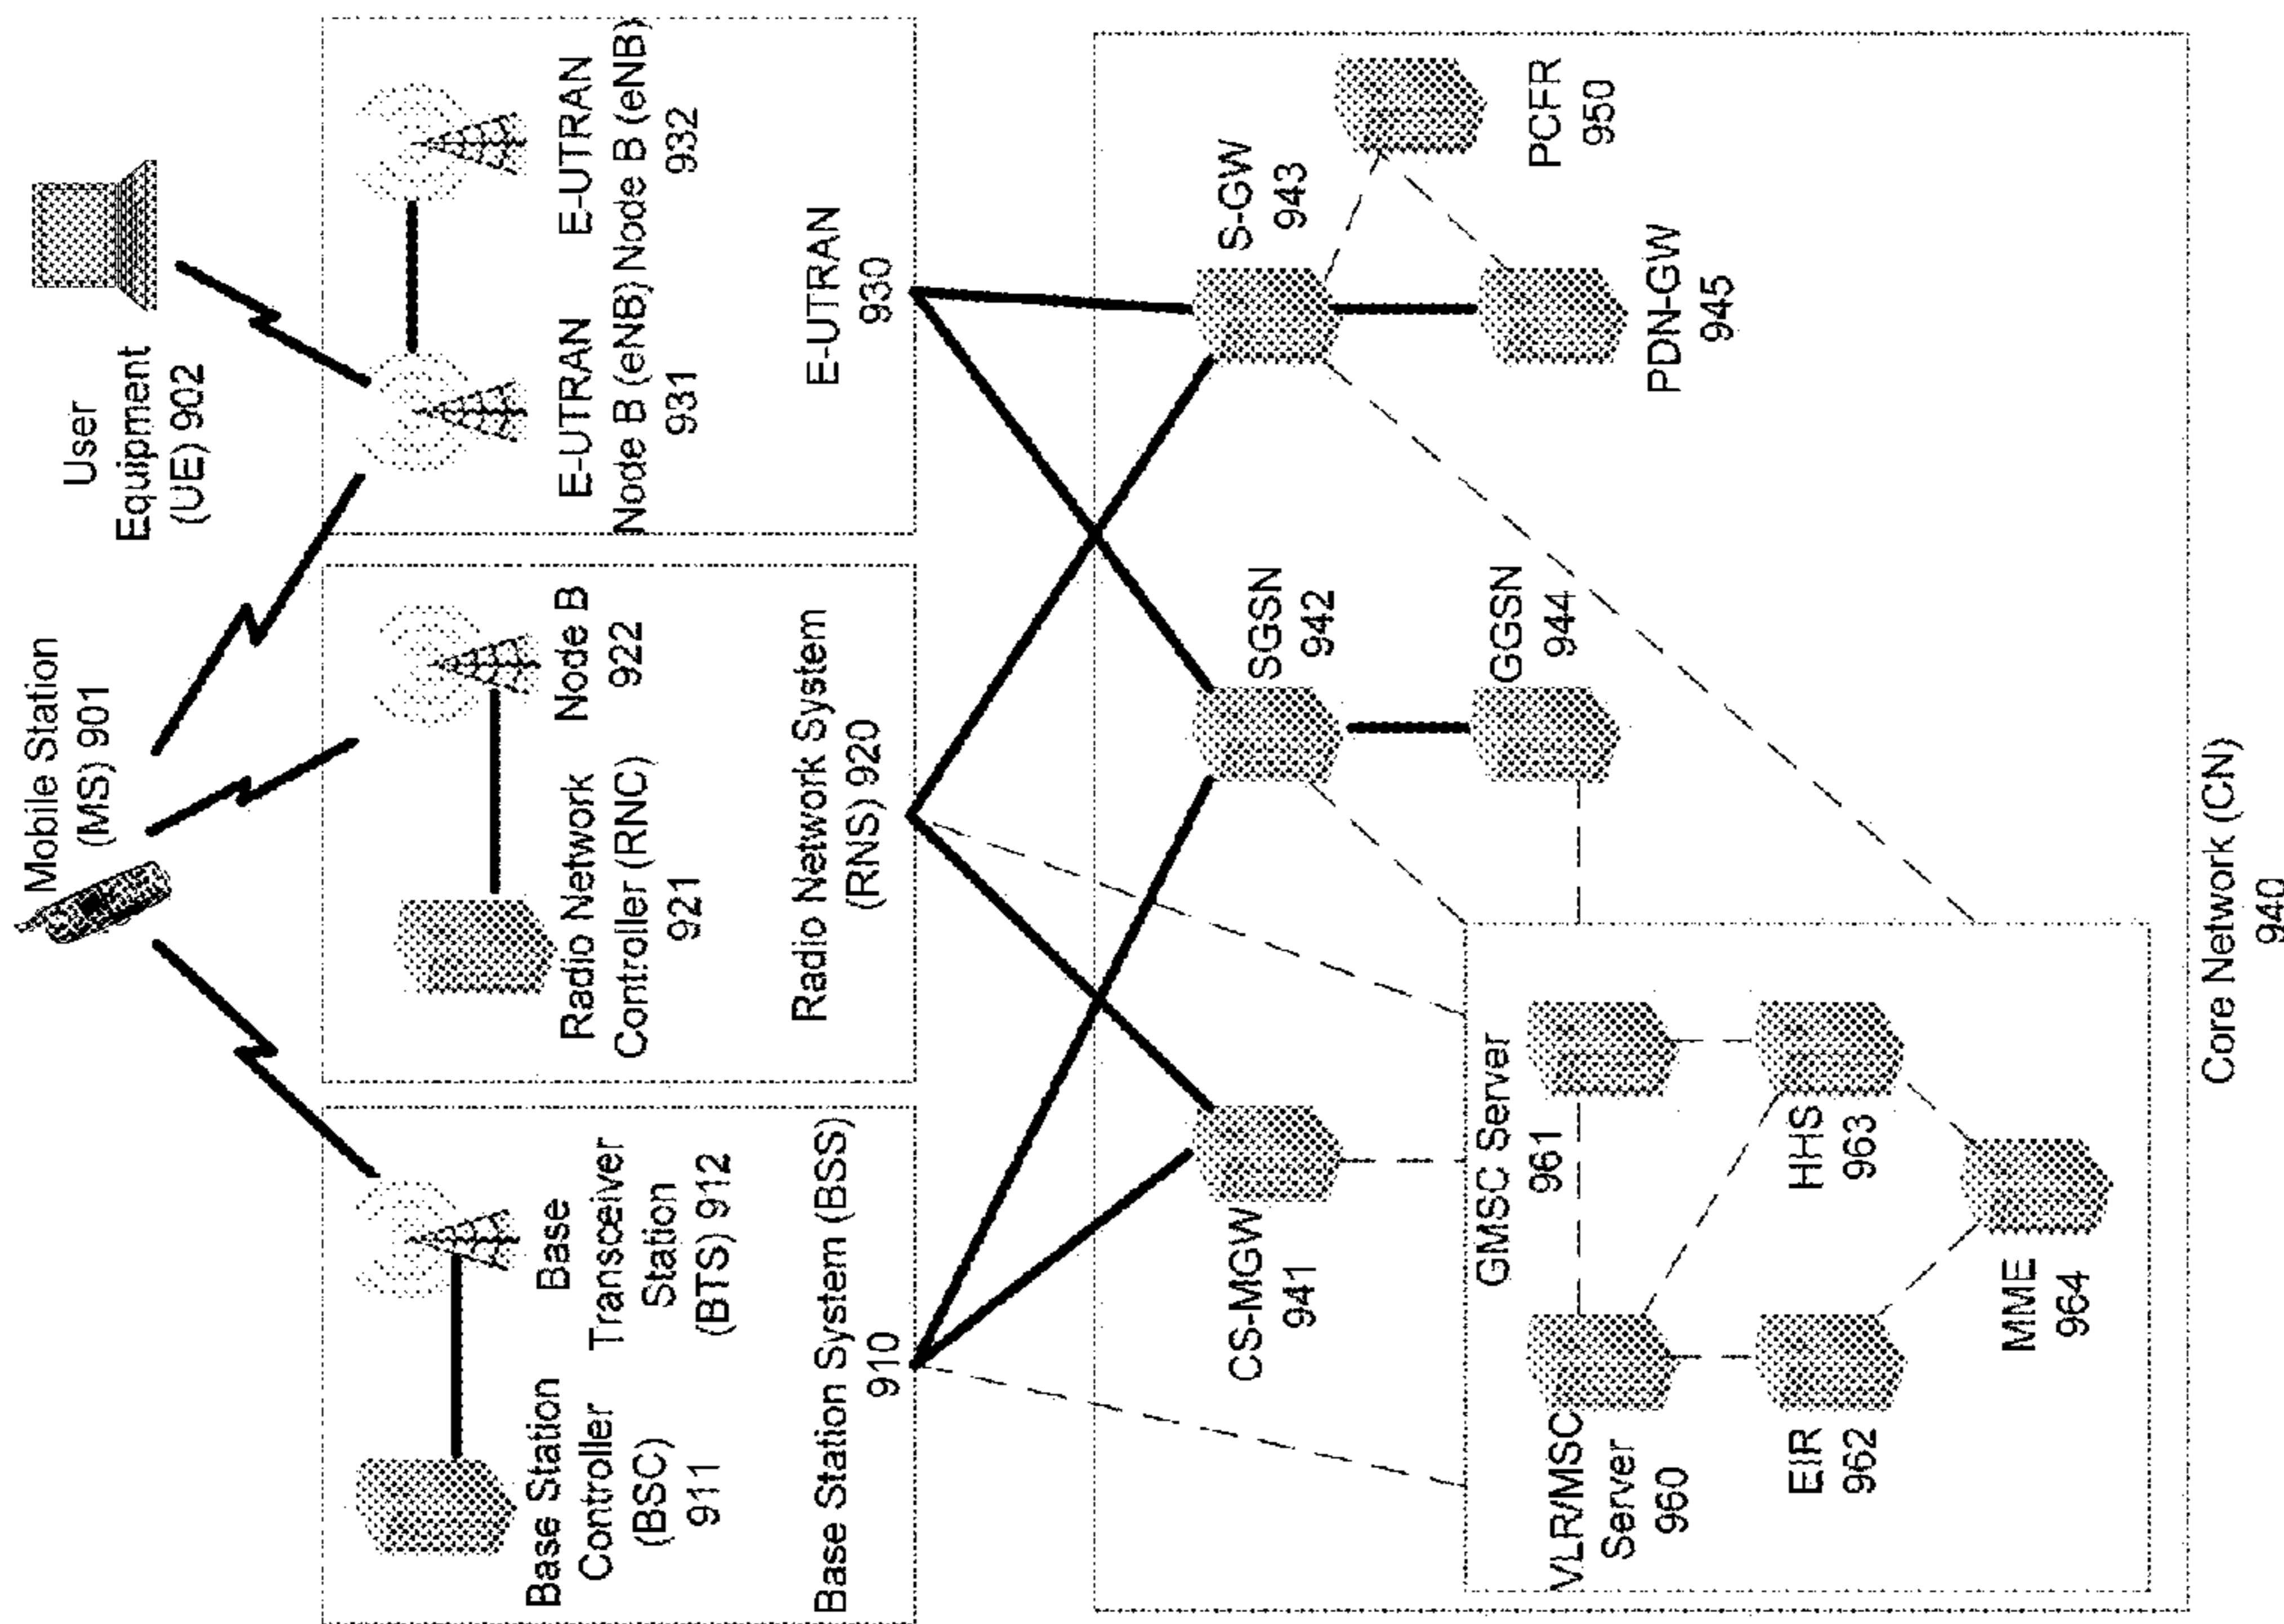 Mobile Station
(MS) 901
User
Equipment
(UE) 902
Base Station
Controller
(BSC)
911
Base
Transceiver
Station
(BTS) 912
Base Station System (BSS)
910
Radio Network
Controller (RNC)
921
Node B
922
Radio Network System
(RNS) 920
E-UTRAN
Node B (eNB)
931
E-UTRAN
Node B (eNB)
932
E-UTRAN
930
CS-MGW
941
SGSN
942
S-GW
943
GGSN
944
PDN-GW
945
PCFR
950
GMSC Server
961
VLR/MSC
Server
960
HHS
963
EIR
962
MME
964
Core Network (CN)
940